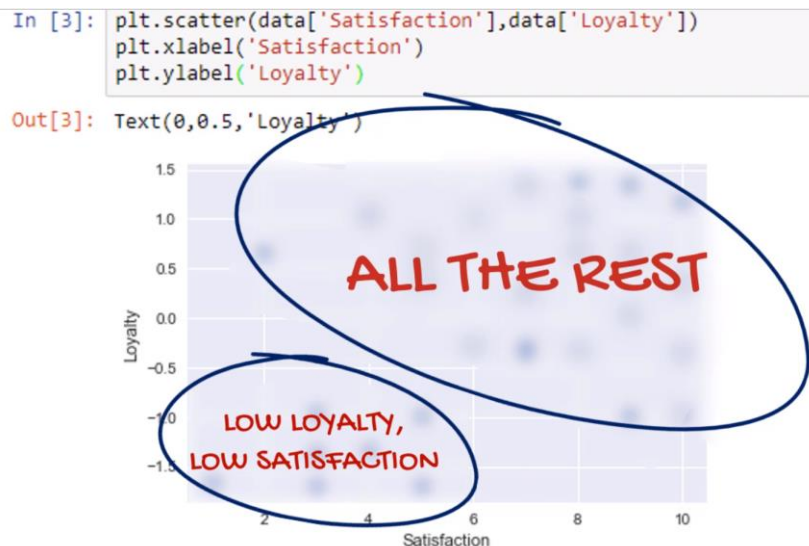 In [3]: plt.scatter(data['Satisfaction'],data['Loyalty'])
plt.xlabel('Satisfaction')
plt.ylabel('Loyalty')
Out[3]: Text(0,0.5,'Loyalty')
1.5
1.0
0.5
0.0
-0.5
-1.0
-1.5
Loyalty
ALL THE REST
LOW LOYALTY,
LOW SATISFACTION
2 4 6 8 10
Satisfaction